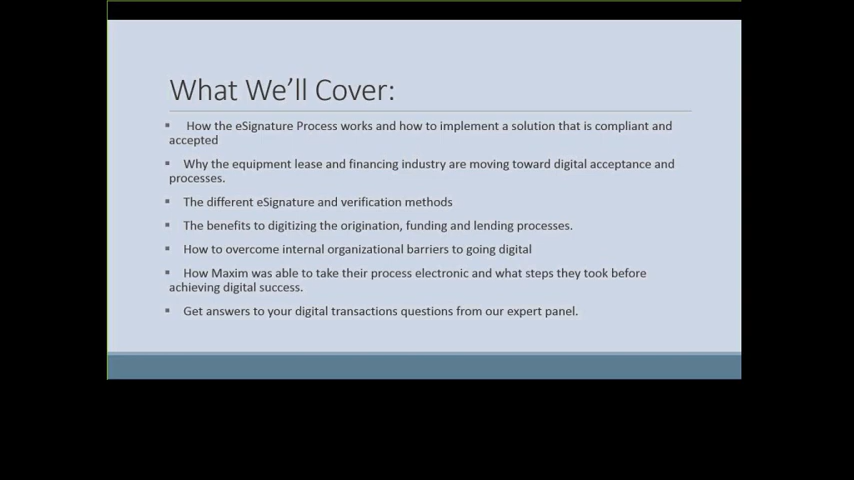 What We'll Cover:
▪ How the eSignature Process works and how to implement a solution that is compliant and
accepted
▪ Why the equipment lease and financing industry are moving toward digital acceptance and
processes.
▪ The different eSignature and verification methods
▪ The benefits to digitizing the origination, funding and lending processes.
▪ How to overcome internal organizational barriers to going digital
▪ How Maxim was able to take their process electronic and what steps they took before
achieving digital success.
▪ Get answers to your digital transactions questions from our expert panel.